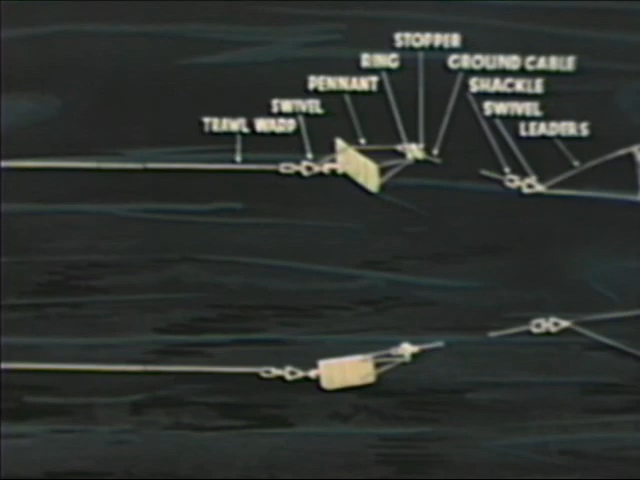 STOPPER
RING
GROUND CABLE
PENNANT
SHACKLE
SWIVEL
SWIVEL
TRAWL WARP
LEADERS